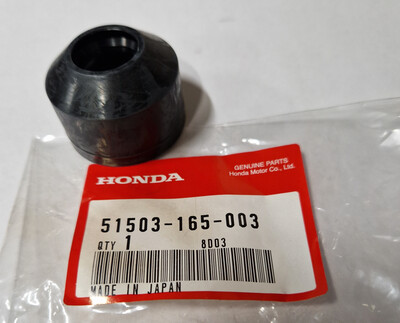 GENUINE PARTS
Honda Motor Co., Ltd.
HONDA
51503-165-003
QTY 1 8D03
MADE IN JAPAN